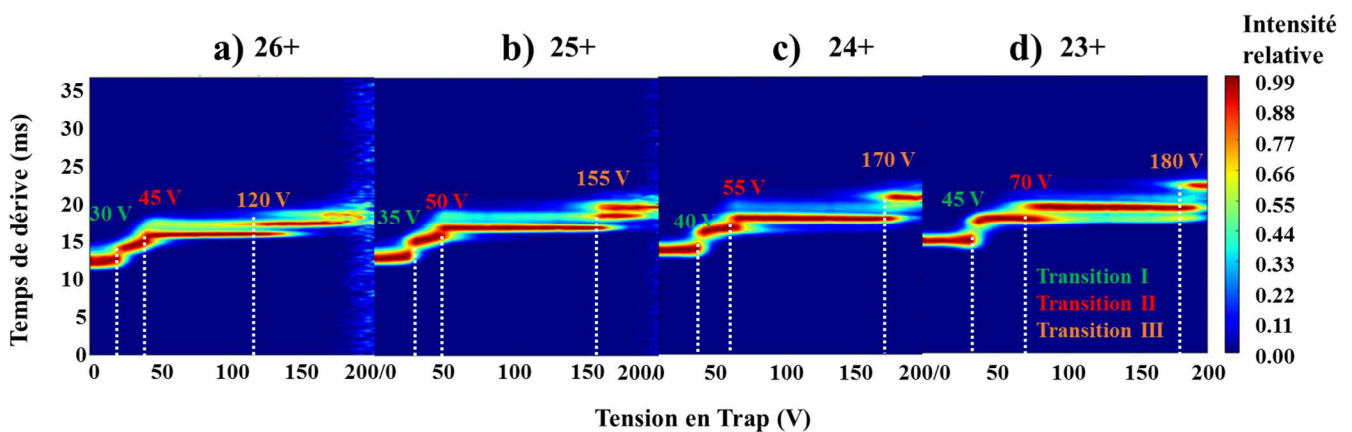 a) 26+
b) 25+
c) 24+
d) 23+
Intensité
relative
Temps de dérive (ms)
35
30
25
20
15
10
5
0
30 V
45 V
120 V
35 V
50 V
155 V
40 V
55 V
170 V
45 V
70 V
180 V
Transition I
Transition II
Transition III
0.99
0.88
0.77
0.66
0.55
0.44
0.33
0.22
0.11
0.00
0 50 100 150 200/0 50 100 150 200/0 50 100 150 200/0 50 100 150 200
Tension en Trap (V)